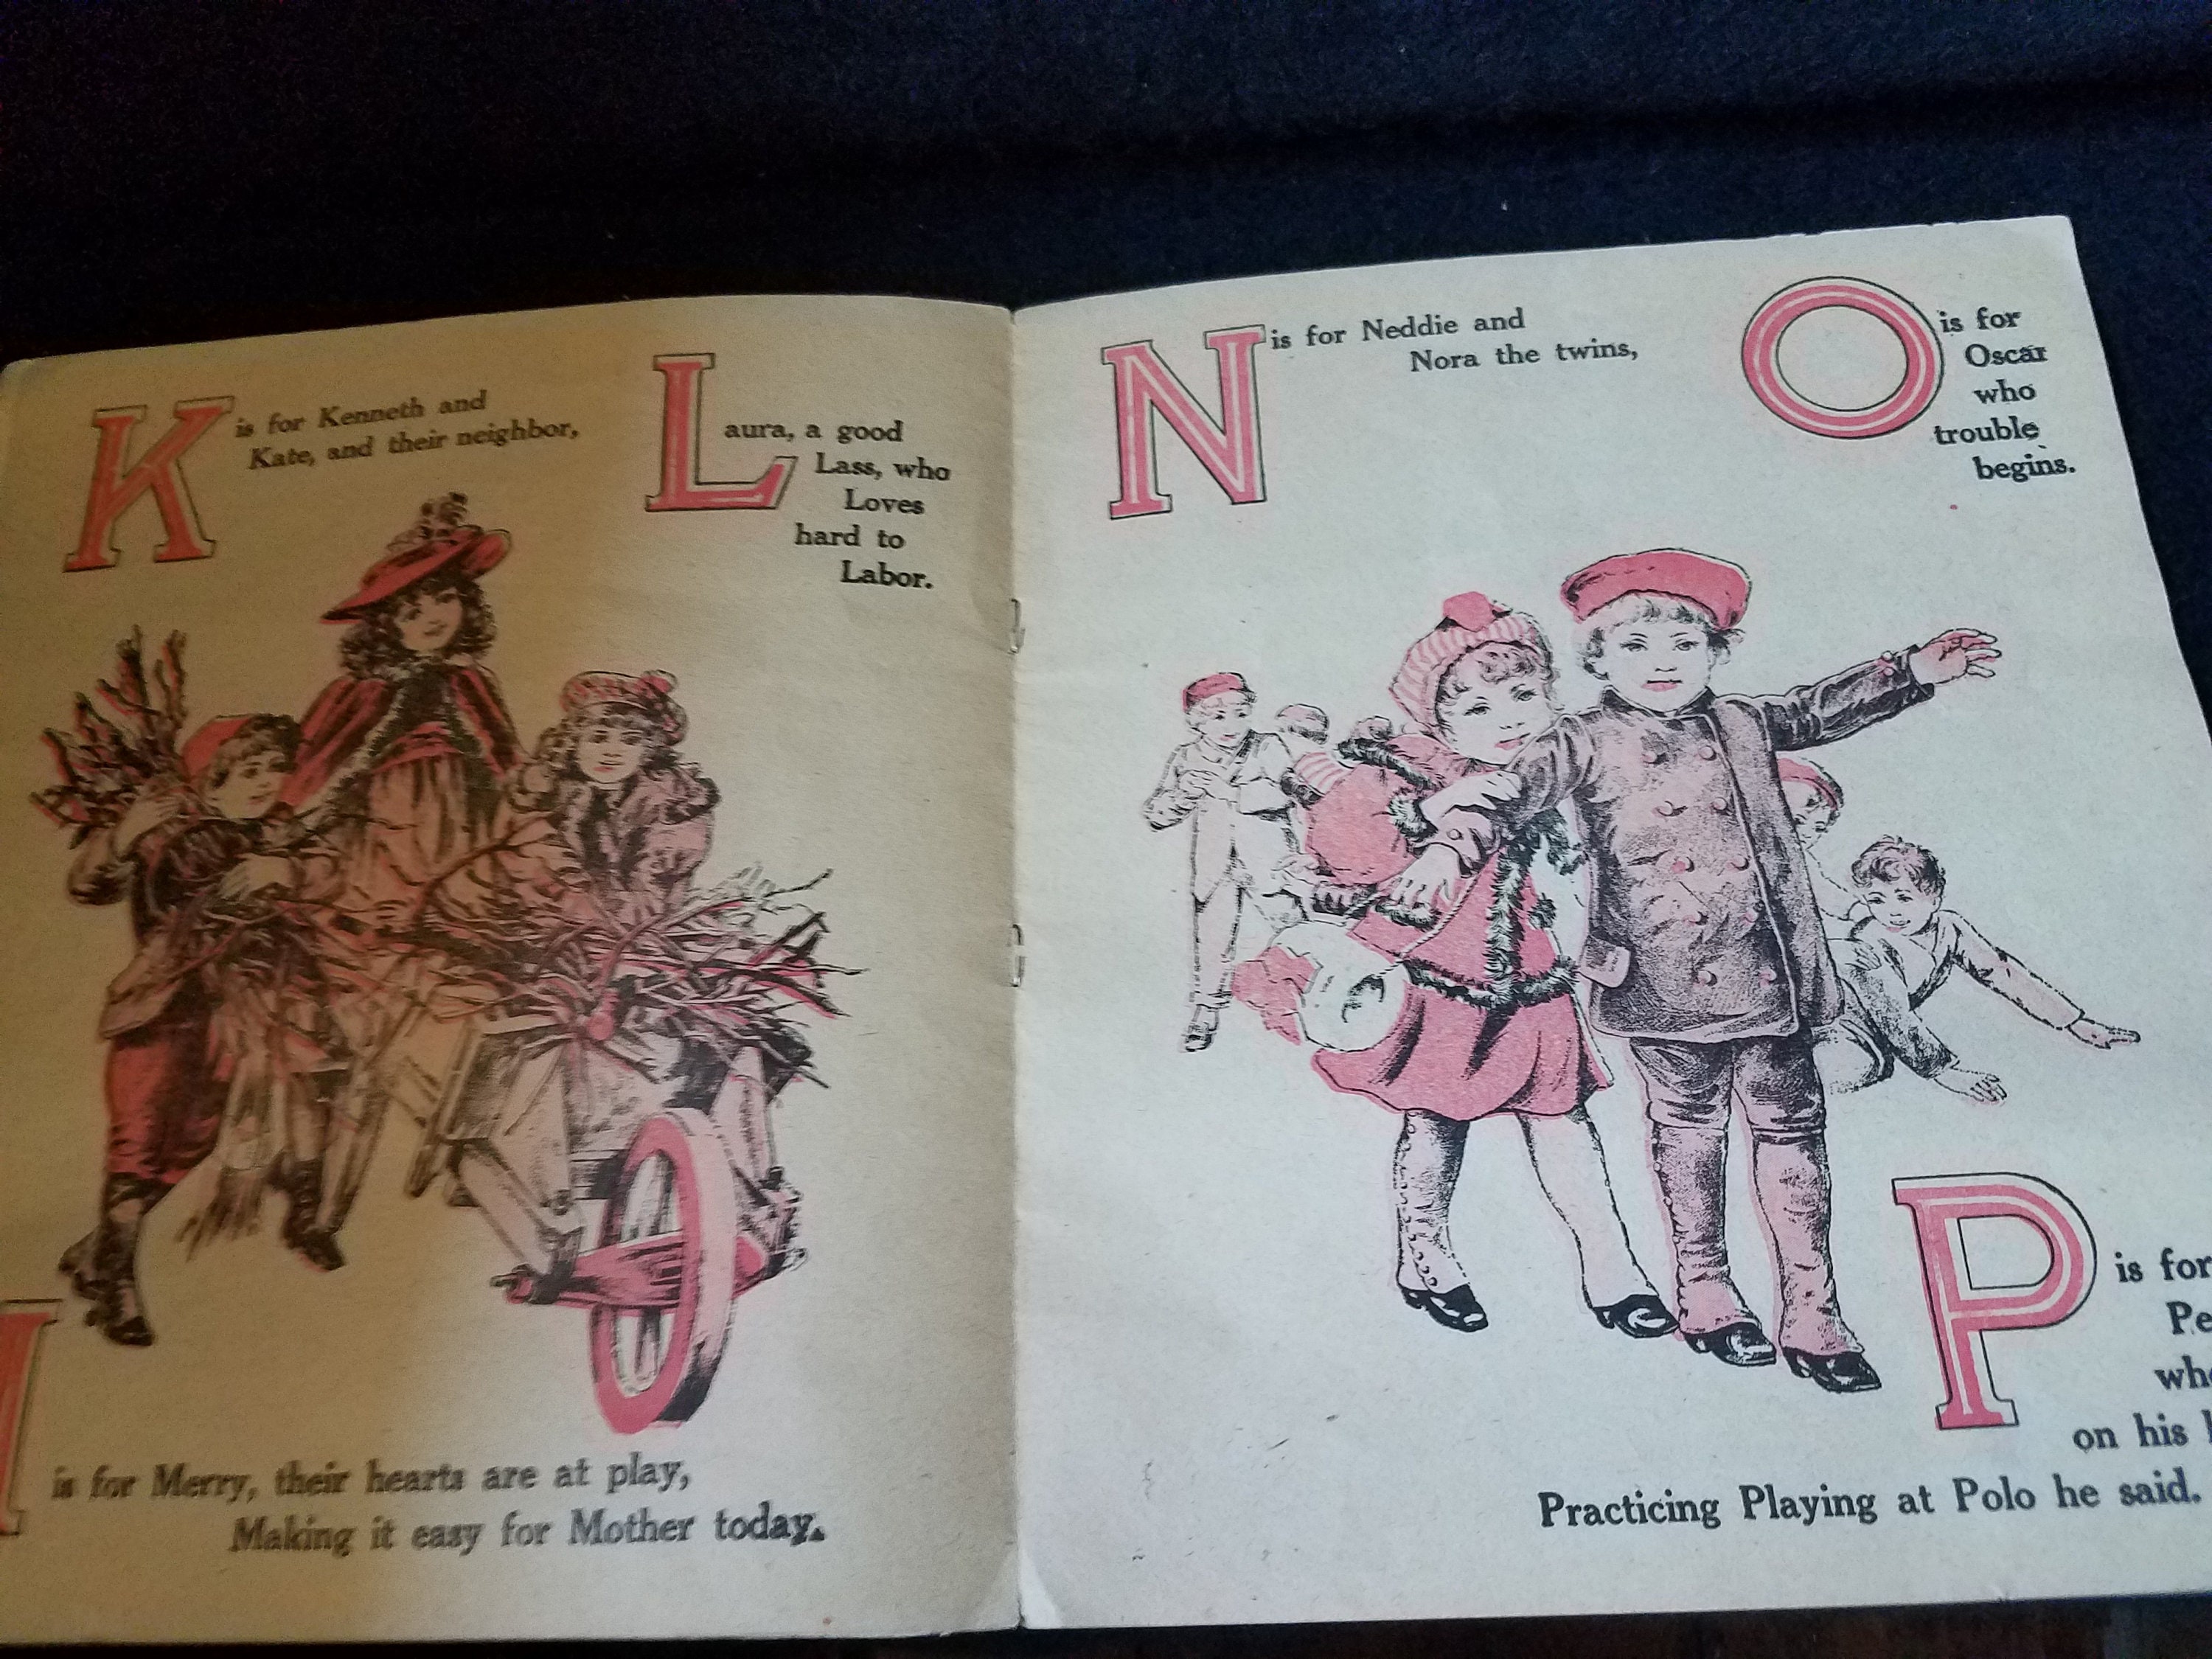 K is for Kenneth and
Kate, and their neighbor,
Laura, a good
Lass, who
Loves
hard to
Labor.
is for Merry, their hearts are at play,
Making it easy for Mother today.
N is for Neddie and
Nora the twins,
O is for
Oscar
who
trouble
begins.
P is for
on his
Practicing Playing at Polo he said.